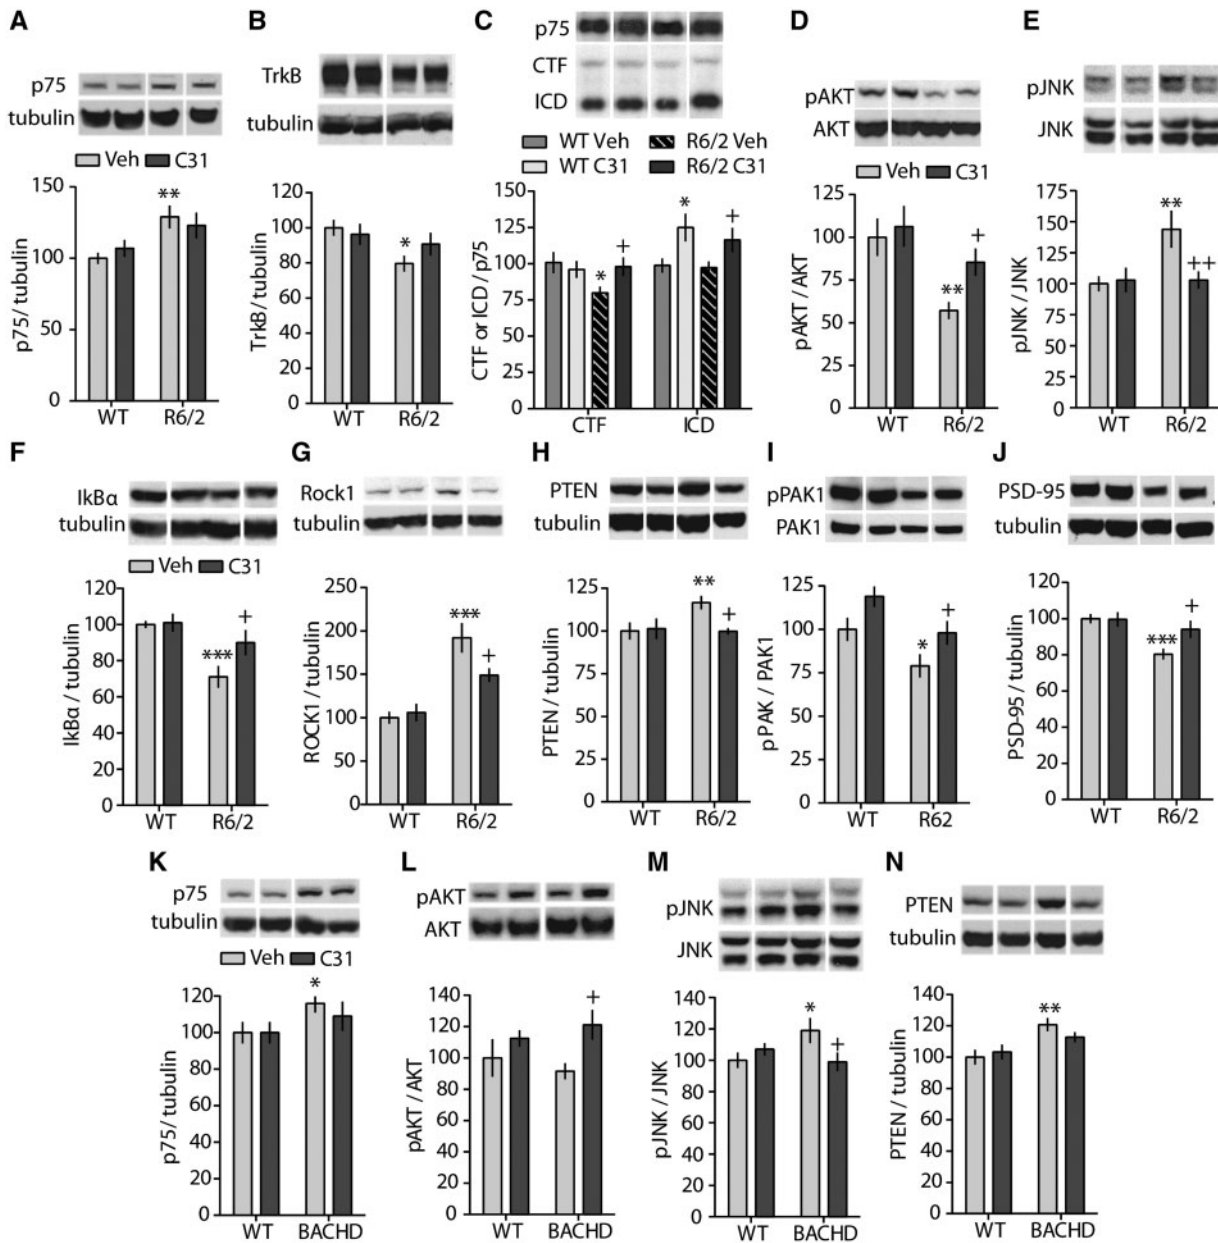 A
p75
tubulin
Veh C31
**
150
100
50
0
p75/ tubulin
WT R6/2
B
TrkB
tubulin
120
100
80
60
40
20
0
*
TrkB/ tubulin
WT R6/2
C
p75
CTF
ICD
WT Veh R6/2 Veh
WT C31 R6/2 C31
150
125
100
75
50
25
0
* + * +
CTF or ICD / p75
CTF ICD
D
pAKT
AKT
Veh C31
125
100
75
50
25
0
** +
pAKT / AKT
WT R6/2
E
pJNK
JNK
175
150
125
100
75
50
25
0
** ++
pJNK / JNK
WT R6/2
F
IkBα
tubulin
Veh C31
120
100
80
60
40
20
0
*** +
IkBα / tubulin
WT R6/2
G
Rock1
tubulin
250
200
150
100
50
0
*** +
ROCK1 / tubulin
WT R6/2
H
PTEN
tubulin
125
100
75
50
25
0
** +
PTEN / tubulin
WT R6/2
I
pPAK1
PAK1
125
100
75
50
25
0
* +
pPAK / PAK1
WT R62
J
PSD-95
tubulin
120
100
80
60
40
20
0
*** +
PSD-95 / tubulin
WT R6/2
K
p75
tubulin
Veh C31
120
100
80
60
40
20
0
*
p75/ tubulin
WT BACHD
L
pAKT
AKT
140
120
100
80
60
40
20
0
+
pAKT / AKT
WT BACHD
M
pJNK
JNK
140
120
100
80
60
40
20
0
* +
pJNK / JNK
WT BACHD
N
PTEN
tubulin
140
120
100
80
60
40
20
0
**
PTEN / tubulin
WT BACHD